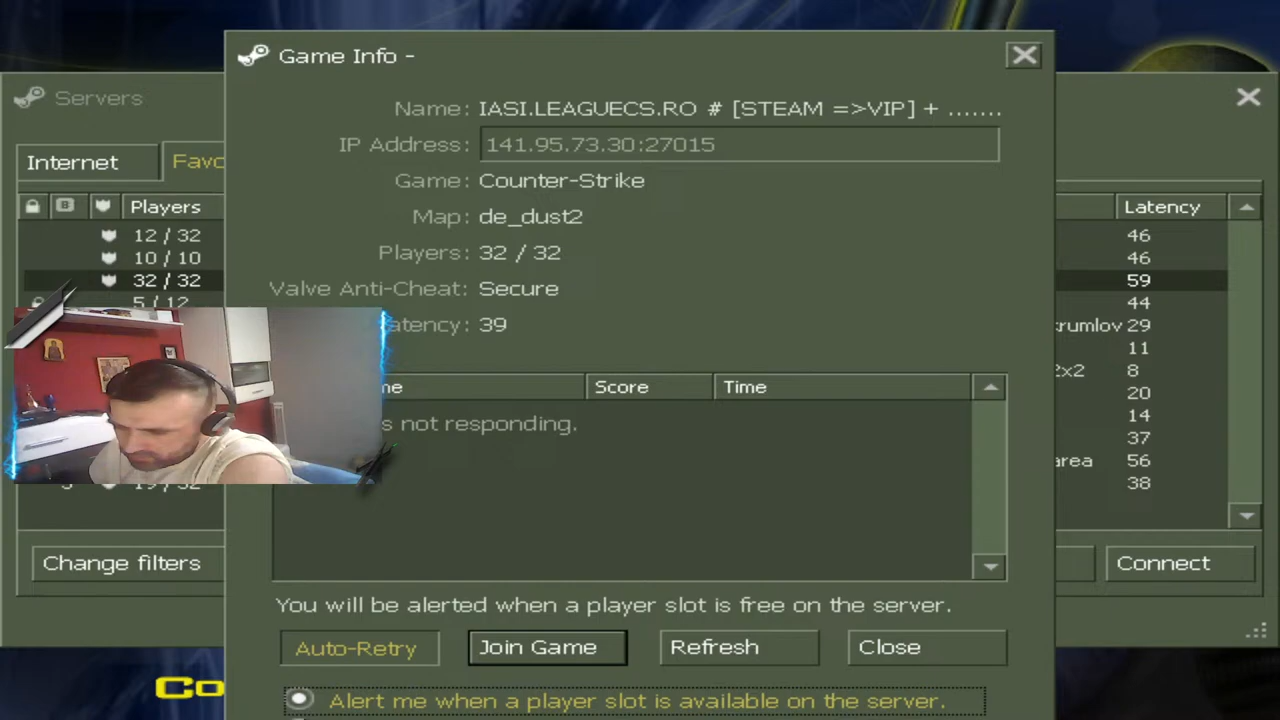 Game Info -
Servers
Name: IASI.LEAGUECS.RO # [STEAM =>VIP] + .......
IP Address: 141.95.73.30:27015
Internet
Favo
Game: Counter-Strike
Players
Latency
Map: de_dust2
12 / 32
46
10 / 10
Players: 32 / 32
46
32 / 32
59
Valve Anti-Cheat: Secure
5 / 12
44
atency: 39
krumlov 29
11
2x2 8
me
Score
Time
20
14
s not responding.
37
area 56
19 / 32
38
Change filters
Connect
You will be alerted when a player slot is free on the server.
Auto-Retry
Join Game
Refresh
Close
Co
Alert me when a player slot is available on the server.